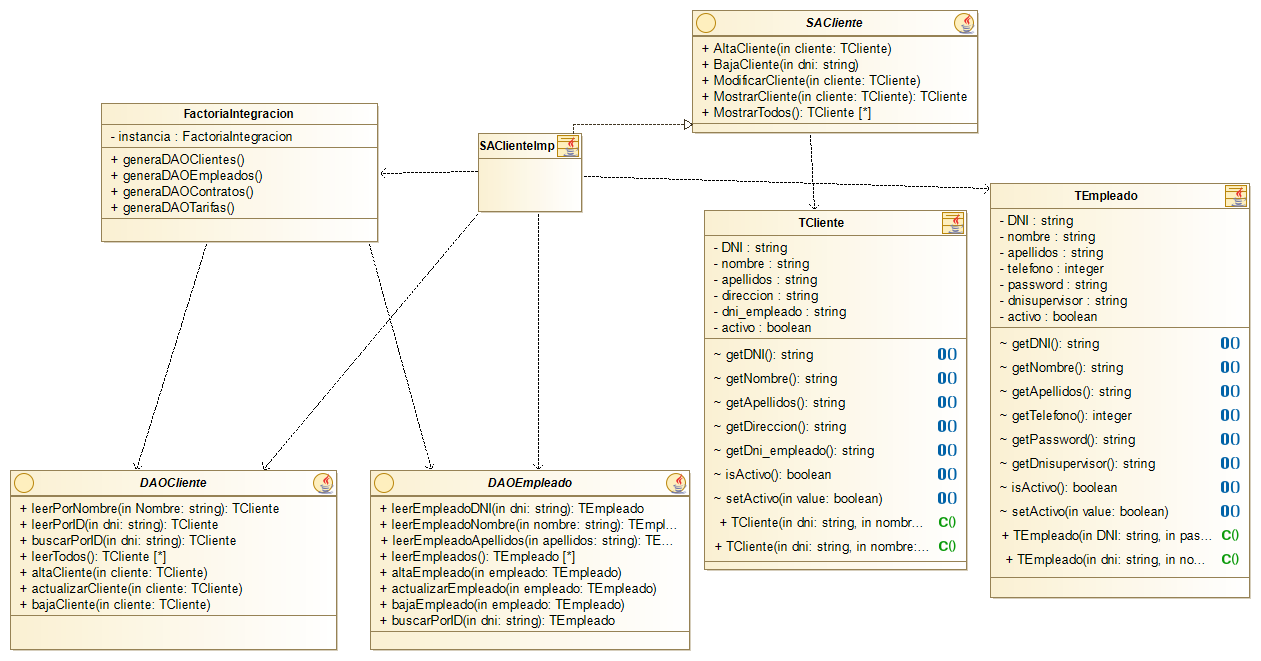 SACliente
+ AltaCliente(in cliente: TCliente)
+ BajaCliente(in dni: string)
+ ModificarCliente(in cliente: TCliente)
+ MostrarCliente(in cliente: TCliente): TCliente
+ MostrarTodos(): TCliente [*]
FactoriaIntegracion
- instancia : FactoriaIntegracion
+ generaDAOClientes()
+ generaDAOEmpleados()
+ generaDAOContratos()
+ generaDAOTarifas()
SAClienteImp
TCliente
- DNI : string
- nombre : string
- apellidos : string
- direccion : string
- dni_empleado : string
- activo : boolean
~ getDNI(): string
~ getNombre(): string
~ getApellidos(): string
~ getDireccion(): string
~ getDni_empleado(): string
~ isActivo(): boolean
~ setActivo(in value: boolean)
+ TCliente(in dni: string, in nombr... C()
+ TCliente(in dni: string, in nombre:... C()
TEmpleado
- DNI : string
- nombre : string
- apellidos : string
- telefono : integer
- password : string
- dnisupervisor : string
- activo : boolean
~ getDNI(): string
~ getNombre(): string
~ getApellidos(): string
~ getTelefono(): integer
~ getPassword(): string
~ getDnisupervisor(): string
~ isActivo(): boolean
~ setActivo(in value: boolean)
+ TEmpleado(in DNI: string, in pas... C()
+ TEmpleado(in dni: string, in no... C()
DAOCliente
+ leerPorNombre(in Nombre: string): TCliente
+ leerPorID(in dni: string): TCliente
+ buscarPorID(in dni: string): TCliente
+ leerTodos(): TCliente [*]
+ altaCliente(in cliente: TCliente)
+ actualizarCliente(in cliente: TCliente)
+ bajaCliente(in cliente: TCliente)
DAOEmpleado
+ leerEmpleadoDNI(in dni: string): TEmpleado
+ leerEmpleadoNombre(in nombre: string): TEmpl...
+ leerEmpleadoApellidos(in apellidos: string): TE...
+ leerEmpleados(): TEmpleado [*]
+ altaEmpleado(in empleado: TEmpleado)
+ actualizarEmpleado(in empleado: TEmpleado)
+ bajaEmpleado(in empleado: TEmpleado)
+ buscarPorID(in dni: string): TEmpleado